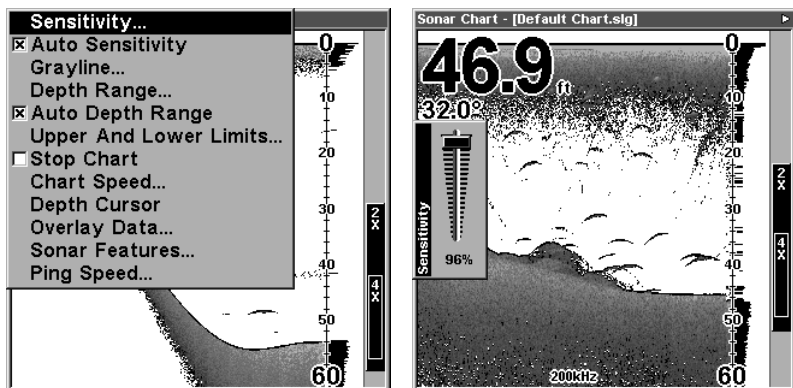 Sensitivity...
Auto Sensitivity
Grayline...
Depth Range...
Auto Depth Range
Upper And Lower Limits...
Stop Chart
Chart Speed...
Depth Cursor
Overlay Data...
Sonar Features...
Ping Speed...
0
10
20
30
40
50
60
2X
4X
Sonar Chart - [Default Chart.slg]
46.9 ft
32.0°
Sensitivity
96%
0
10
20
30
40
50
60
200kHz
2X
4X